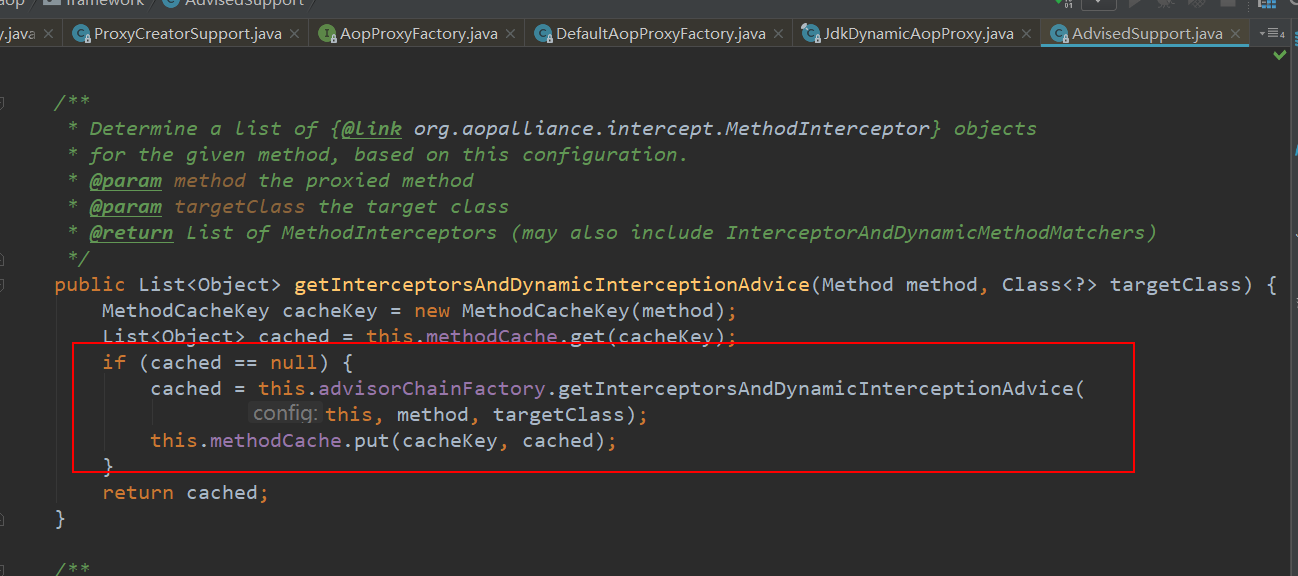 aop framework AdvisedSupport
y.java ProxyCreatorSupport.java AopProxyFactory.java DefaultAopProxyFactory.java JdkDynamicAopProxy.java AdvisedSupport.java 4
/**
* Determine a list of {@link org.aopalliance.intercept.MethodInterceptor} objects
* for the given method, based on this configuration.
* @param method the proxied method
* @param targetClass the target class
* @return List of MethodInterceptors (may also include InterceptorAndDynamicMethodMatchers)
*/
public List<Object> getInterceptorsAndDynamicInterceptionAdvice(Method method, Class<?> targetClass) {
MethodCacheKey cacheKey = new MethodCacheKey(method);
List<Object> cached = this.methodCache.get(cacheKey);
if (cached == null) {
cached = this.advisorChainFactory.getInterceptorsAndDynamicInterceptionAdvice(
config: this, method, targetClass);
this.methodCache.put(cacheKey, cached);
}
return cached;
}
/**